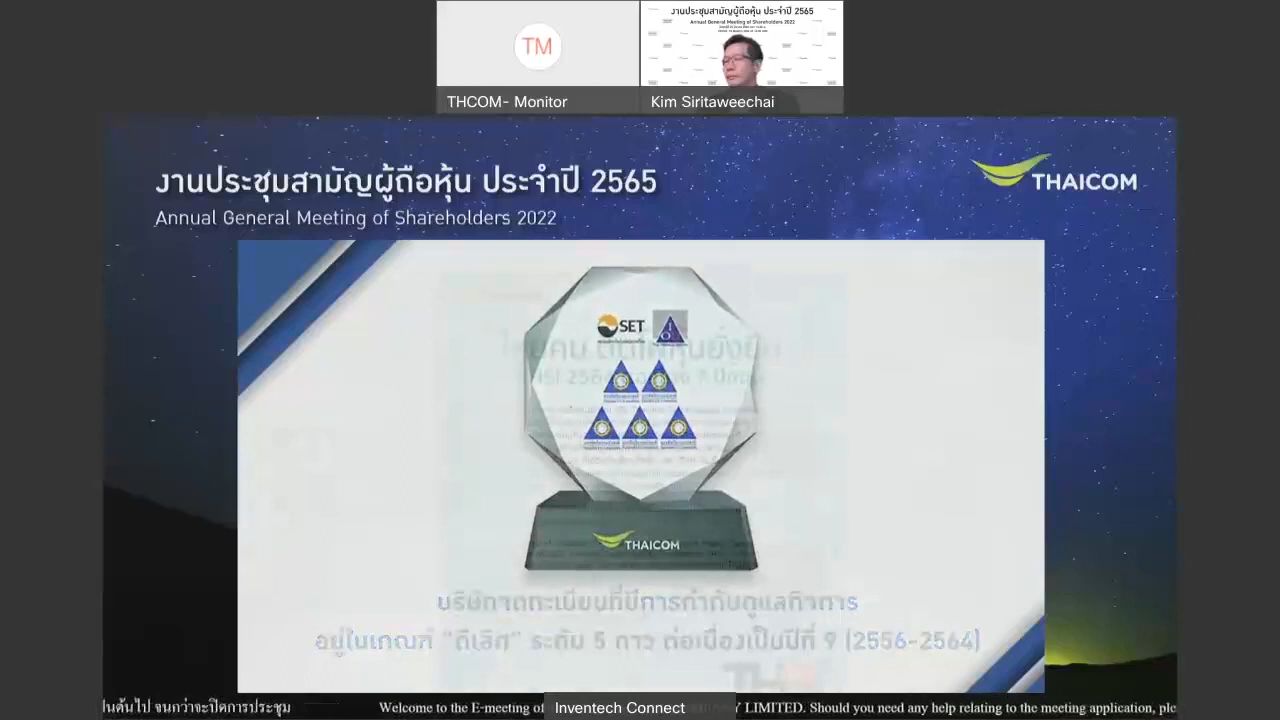 งานประชุมสามัญผู้ถือหุ้น ประจำปี 2565
Annual General Meeting of Shareholders 2022
TM
THCOM- Monitor
Kim Siritaweechai
งานประชุมสามัญผู้ถือหุ้น ประจำปี 2565
Annual General Meeting of Shareholders 2022
THAICOM
SET
THAICOM
บริษัทจดทะเบียนที่มีการกำกับดูแลกิจการ
อยู่ในเกณฑ์ "ดีเลิศ" ระดับ 5 ดาว ต่อเนื่องเป็นปีที่ 9 (2556-2564)
ป็นต้นไป จนกว่าจะปิดการประชุม
Welcome to the E-meeting of
Y LIMITED. Should you need any help relating to the meeting application, ple
Inventech Connect